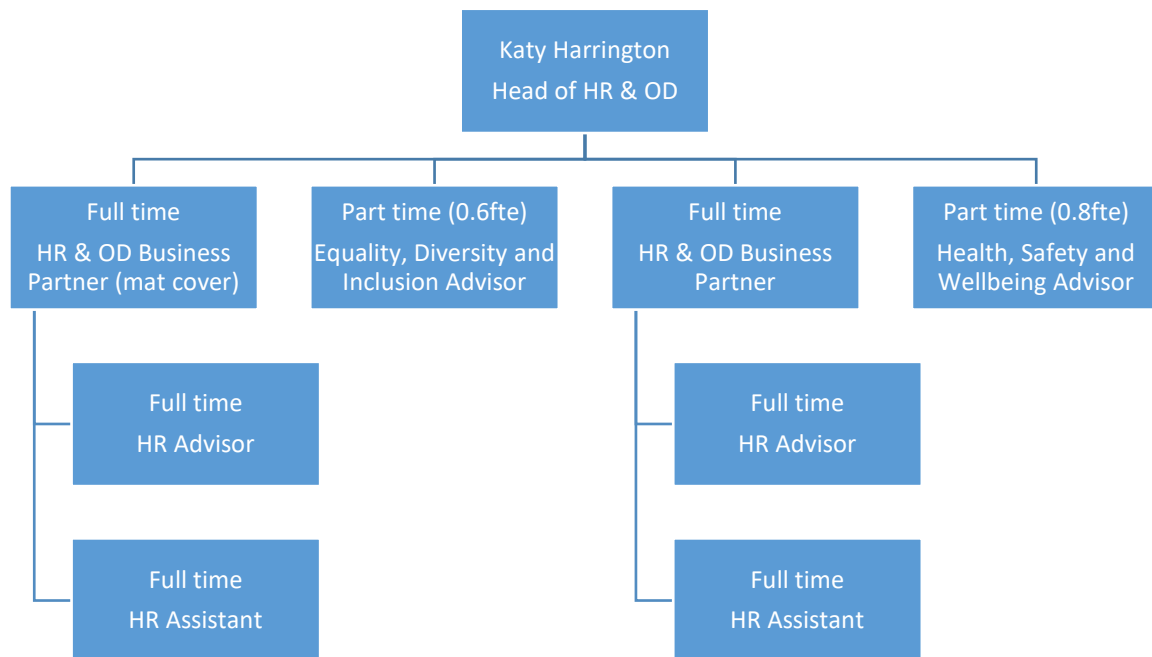 Katy Harrington
Head of HR & OD
Full time
HR & OD Business
Partner (mat cover)
Part time (0.6fte)
Equality, Diversity and
Inclusion Advisor
Full time
HR & OD Business
Partner
Part time (0.8fte)
Health, Safety and
Wellbeing Advisor
Full time
HR Advisor
Full time
HR Advisor
Full time
HR Assistant
Full time
HR Assistant